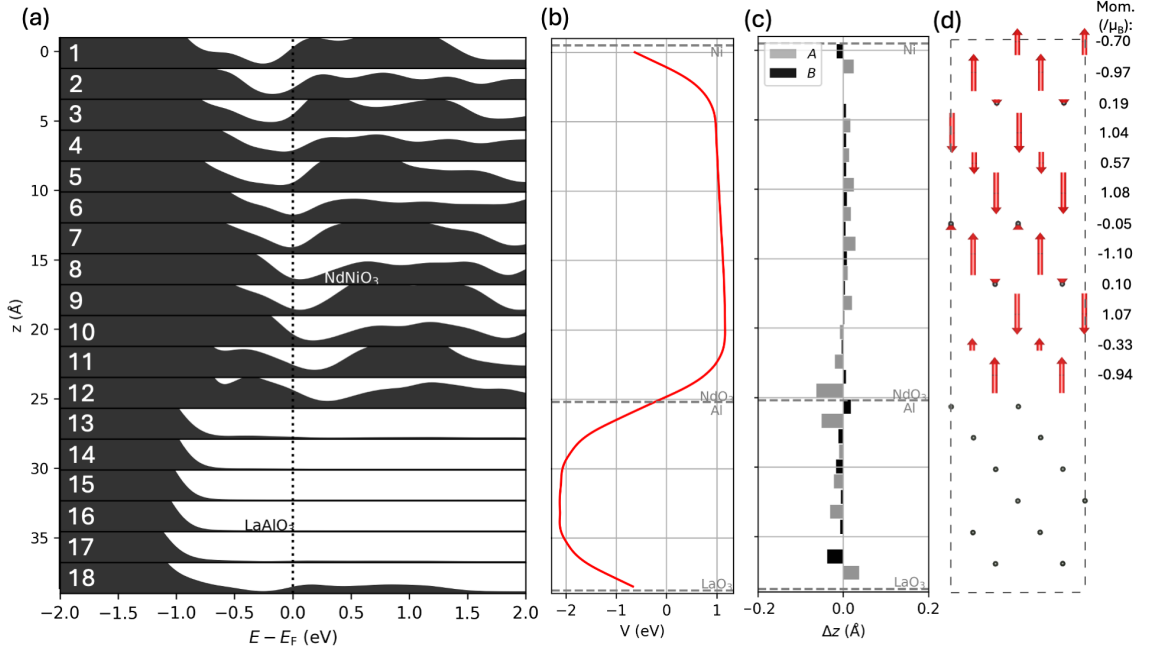 (a)
(b)
(c)
(d)
Mom.
(/μB):
1
2
3
4
5
6
7
8
9
10
11
12
13
14
15
16
17
18
NdNiO3
LaAlO3
0
5
10
15
20
25
30
35
z (Å)
-2.0 -1.5 -1.0 -0.5 0.0 0.5 1.0 1.5 2.0
E − EF (eV)
Ni
NdO3
Al
LaO3
−2 −1 0 1
V (eV)
A
B
Ni
NdO3
Al
LaO3
−0.2 0.0 0.2
Δz (Å)
-0.70
-0.97
0.19
1.04
0.57
1.08
-0.05
-1.10
0.10
1.07
-0.33
-0.94